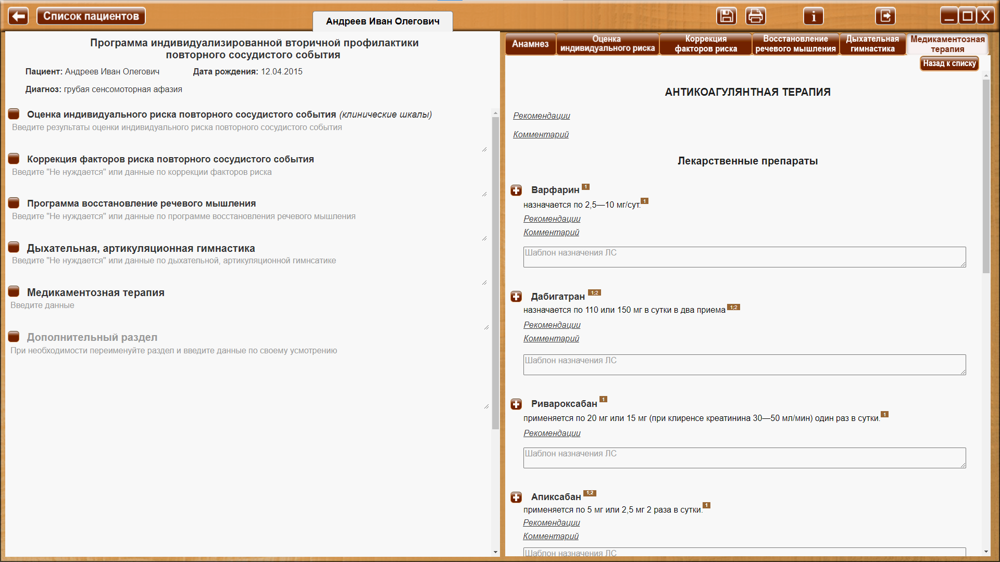 Список пациентов
Андреев Иван Олегович
Программа индивидуализированной вторичной профилактики
повторного сосудистого события
Пациент: Андреев Иван Олегович Дата рождения: 12.04.2015
Диагноз: грубая сенсомоторная афазия
Оценка индивидуального риска повторного сосудистого события (клинические шкалы)
Введите результаты оценки индивидуального риска повторного сосудистого события
Коррекция факторов риска повторного сосудистого события
Введите "Не нуждается" или данные по коррекции факторов риска
Программа восстановление речевого мышления
Введите "Не нуждается" или данные по программе восстановления речевого мышления
Дыхательная, артикуляционная гимнастика
Введите "Не нуждается" или данные по дыхательной, артикуляционной гимнсатике
Медикаментозная терапия
Введите данные
Дополнительный раздел
При необходимости переименуйте раздел и введите данные по своему усмотрению
Анамнез
Оценка
индивидуального риска
Коррекция
факторов риска
Восстановление
речевого мышления
Дыхательная
гимнастика
Медикаментозная
терапия
Назад к списку
АНТИКОАГУЛЯНТНАЯ ТЕРАПИЯ
Рекомендации
Комментарий
Лекарственные препараты
Варфарин 1
назначается по 2,5—10 мг/сут. 1
Рекомендации
Комментарий
Шаблон назначения ЛС
Дабигатран 1;2
назначается по 110 или 150 мг в сутки в два приема 1;2
Рекомендации
Комментарий
Шаблон назначения ЛС
Ривароксабан 1
применяется по 20 мг или 15 мг (при клиренсе креатинина 30—50 мл/мин) один раз в сутки. 1
Рекомендации
Шаблон назначения ЛС
Апиксабан 1;2
применяется по 5 мг или 2,5 мг 2 раза в сутки. 1
Рекомендации
Комментарий
Шаблон назначения ЛС